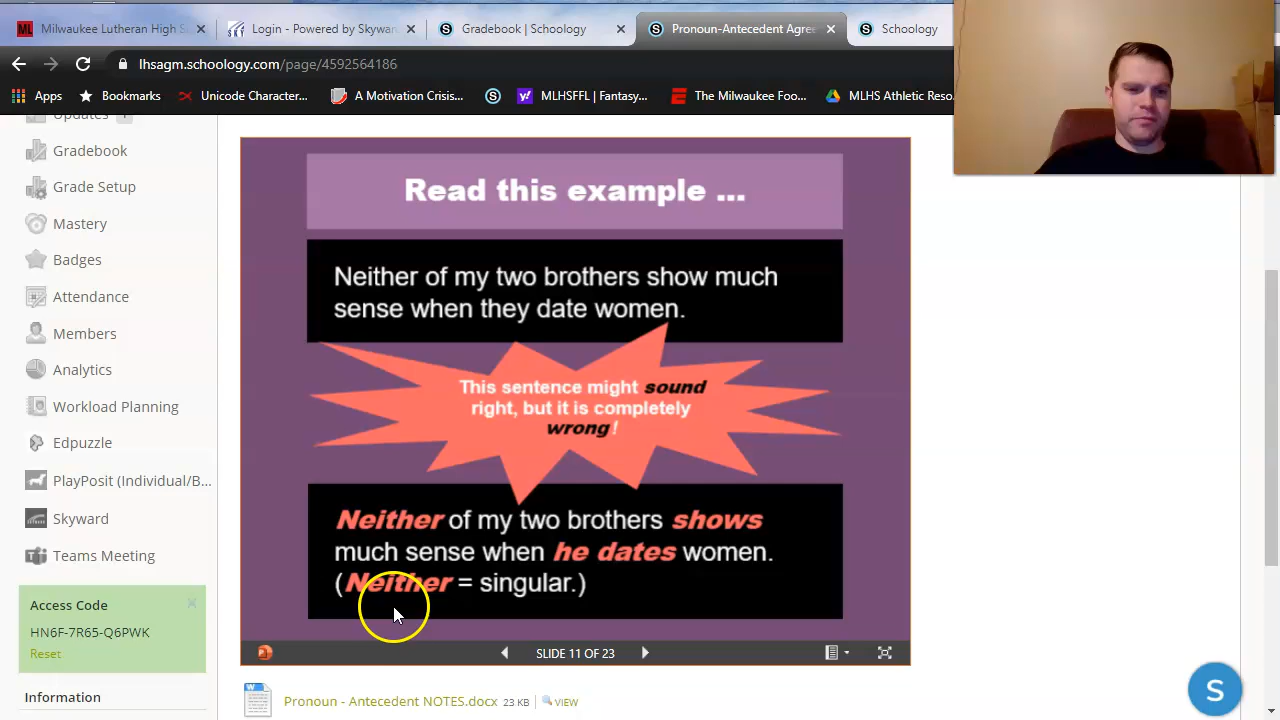 Milwaukee Lutheran High S
Login - Powered by Skywar
Gradebook | Schoology
Pronoun-Antecedent Agre
Schoology
lhsagm.schoology.com/page/4592564186
Apps
Bookmarks
Unicode Character...
A Motivation Crisis...
MLHSFFL | Fantasy...
The Milwaukee Foo...
MLHS Athletic Reso
Updates
Gradebook
Grade Setup
Mastery
Badges
Attendance
Members
Analytics
Workload Planning
Edpuzzle
PlayPosit (Individual/B...
Skyward
Teams Meeting
Access Code
HN6F-7R65-Q6PWK
Reset
Information
Read this example ...
Neither of my two brothers show much
sense when they date women.
This sentence might sound
right, but it is completely
wrong!
Neither of my two brothers shows
much sense when he dates women.
(Neither = singular.)
SLIDE 11 OF 23
Pronoun - Antecedent NOTES.docx 23 KB VIEW
S